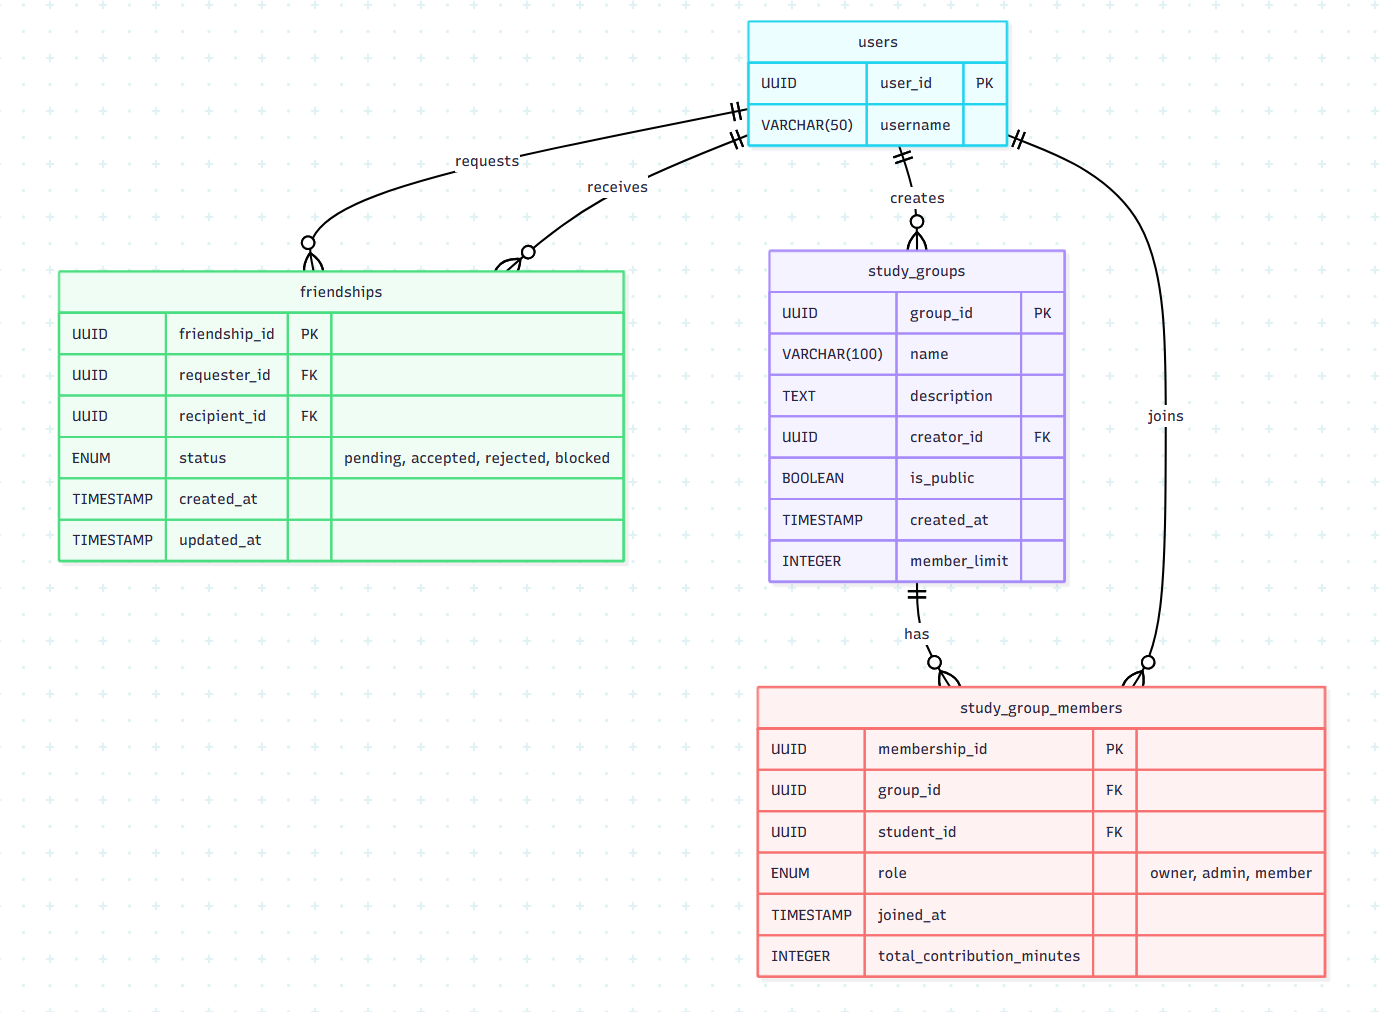 users
UUID user_id PK
VARCHAR(50) username
requests
receives
creates
joins
friendships
UUID friendship_id PK
UUID requester_id FK
UUID recipient_id FK
ENUM status pending, accepted, rejected, blocked
TIMESTAMP created_at
TIMESTAMP updated_at
study_groups
UUID group_id PK
VARCHAR(100) name
TEXT description
UUID creator_id FK
BOOLEAN is_public
TIMESTAMP created_at
INTEGER member_limit
has
study_group_members
UUID membership_id PK
UUID group_id FK
UUID student_id FK
ENUM role owner, admin, member
TIMESTAMP joined_at
INTEGER total_contribution_minutes